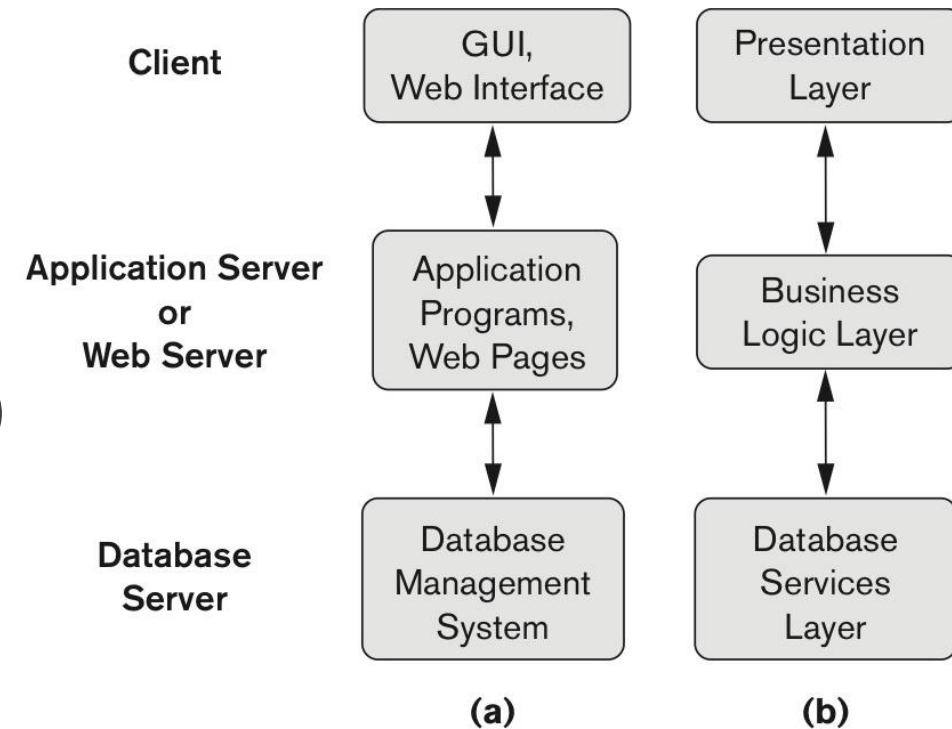 Client
GUI,
Web Interface
Presentation
Layer
Application Server
or
Web Server
Application
Programs,
Web Pages
Business
Logic Layer
Database
Server
Database
Management
System
Database
Services
Layer
(a)
(b)